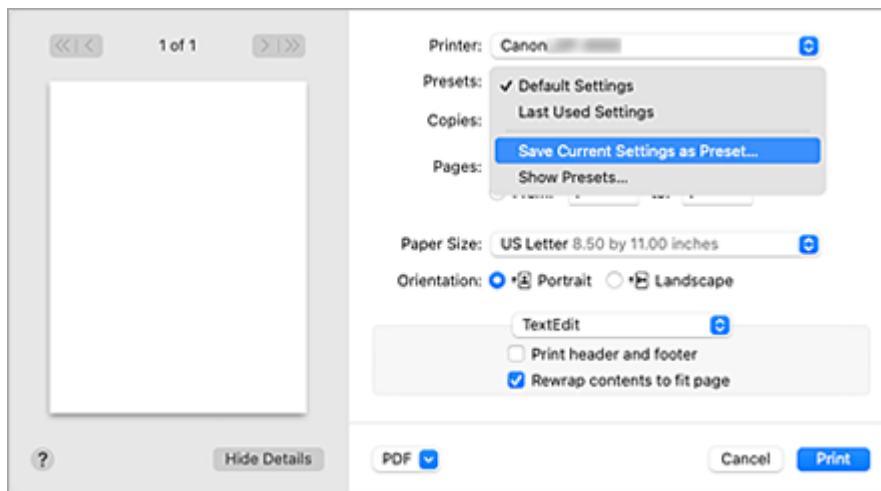 1 of 1
Printer: Canon
Presets: ✓ Default Settings
Last Used Settings
Copies:
Save Current Settings as Preset...
Pages:
Show Presets...
Paper Size: US Letter 8.50 by 11.00 inches
Orientation: Portrait Landscape
TextEdit
Print header and footer
Rewrap contents to fit page
? Hide Details PDF Cancel Print